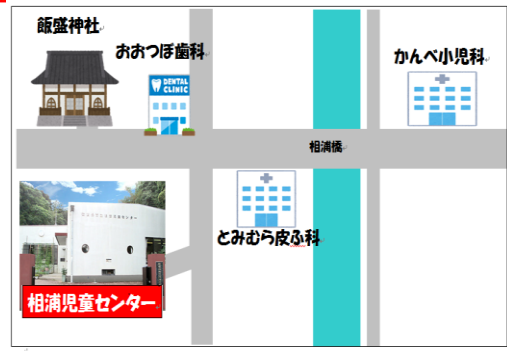 飯盛神社
おおつぼ歯科
DENTAL
CLINIC
かんべ小児科
相浦橋
とみむら皮ふ科
相浦児童センター